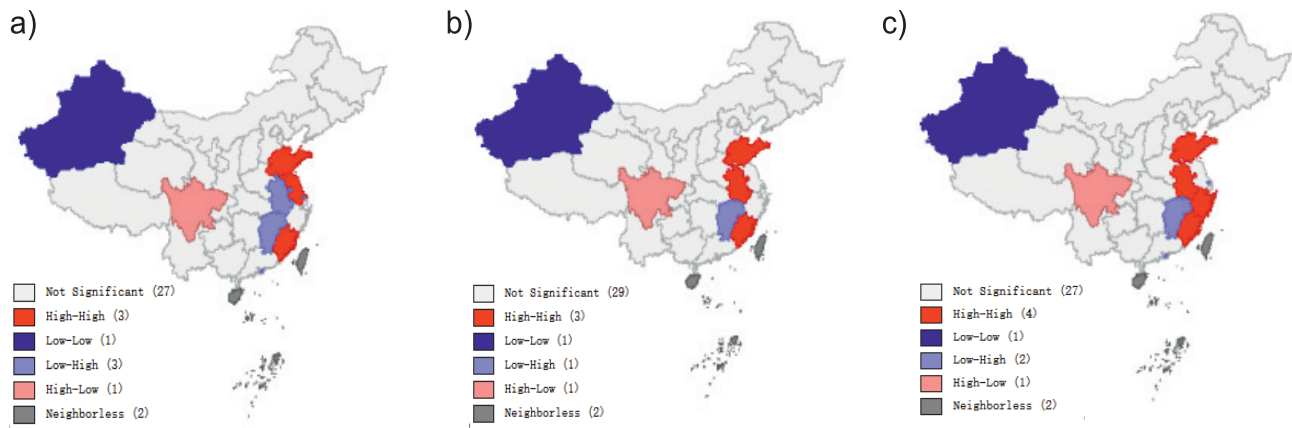 a)
Not Significant (27)
High-High (3)
Low-Low (1)
Low-High (3)
High-Low (1)
Neighborless (2)
b)
Not Significant (29)
High-High (3)
Low-Low (1)
Low-High (1)
High-Low (1)
Neighborless (2)
c)
Not Significant (27)
High-High (4)
Low-Low (1)
Low-High (2)
High-Low (1)
Neighborless (2)